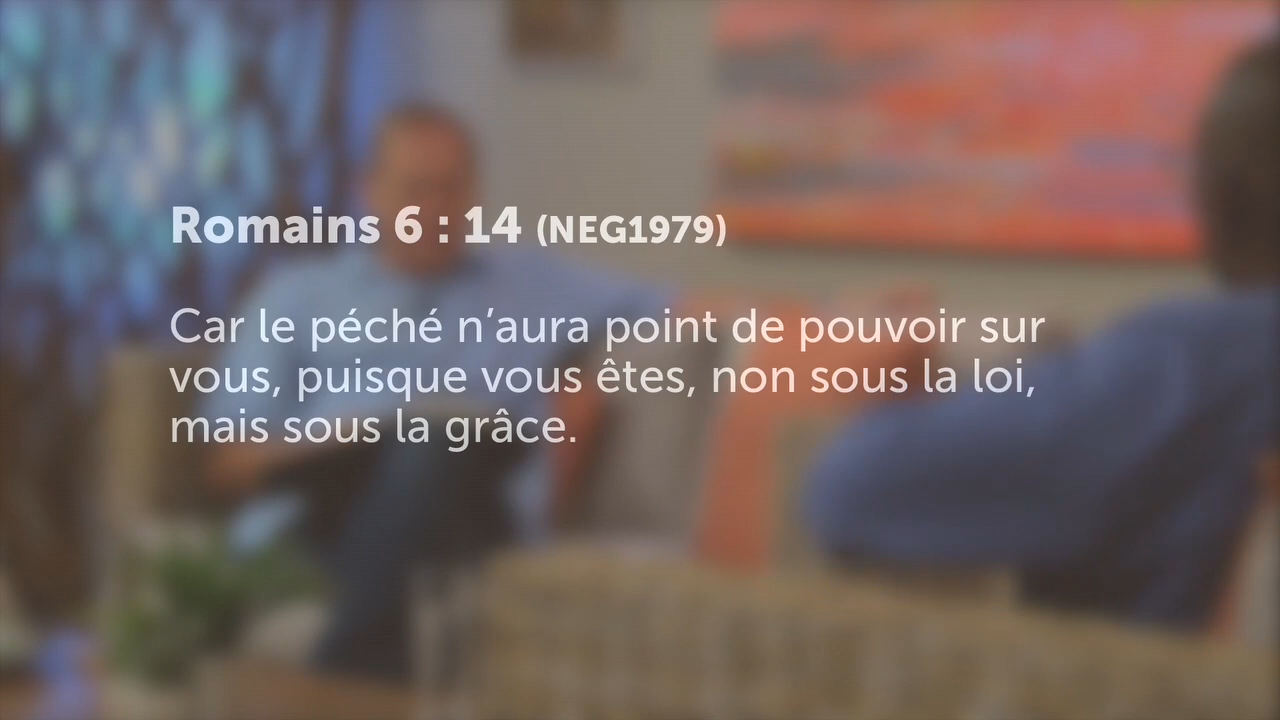 Romains 6 : 14 (NEG1979)
Car le péché n’aura point de pouvoir sur
vous, puisque vous êtes, non sous la loi,
mais sous la grâce.